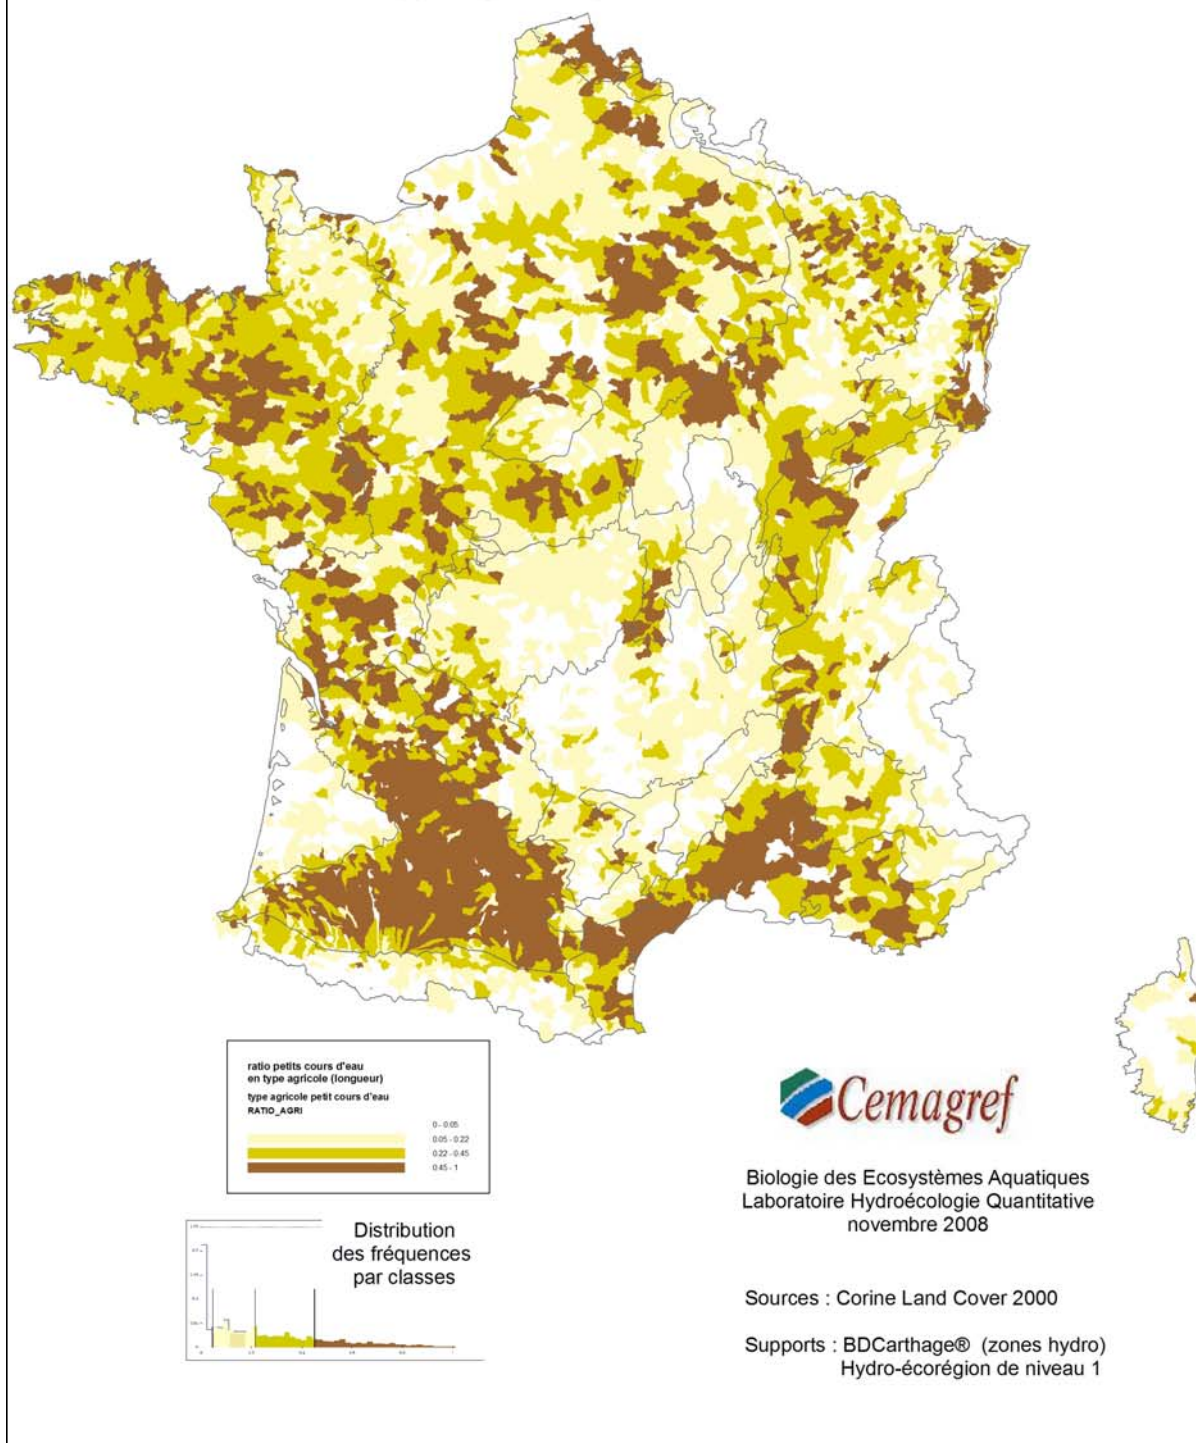 ratio petits cours d'eau
en type agricole (longueur)
type agricole petit cours d'eau
RATIO_AGRI
0 - 0.05
0.05 - 0.22
0.22 - 0.45
0.45 - 1
Distribution
des fréquences
par classes
Cemagref
Biologie des Ecosystèmes Aquatiques
Laboratoire Hydroécologie Quantitative
novembre 2008
Sources : Corine Land Cover 2000
Supports : BDCarthage® (zones hydro)
Hydro-écorégion de niveau 1